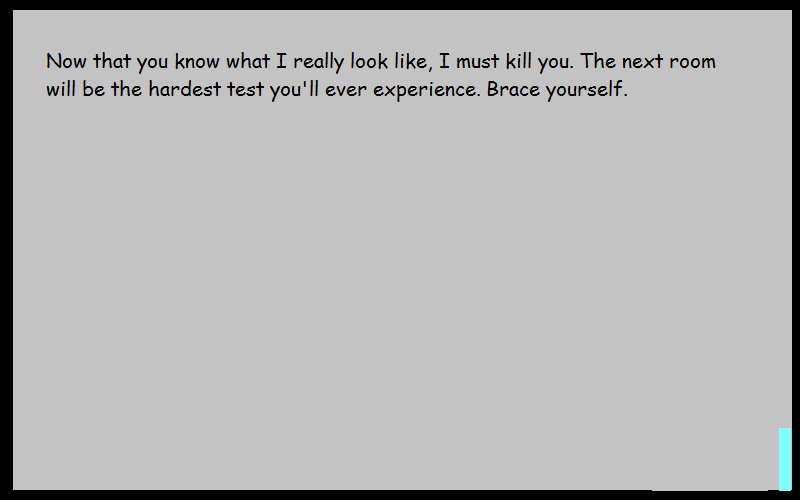 Now that you know what I really look like, I must kill you. The next room
will be the hardest test you'll ever experience. Brace yourself.